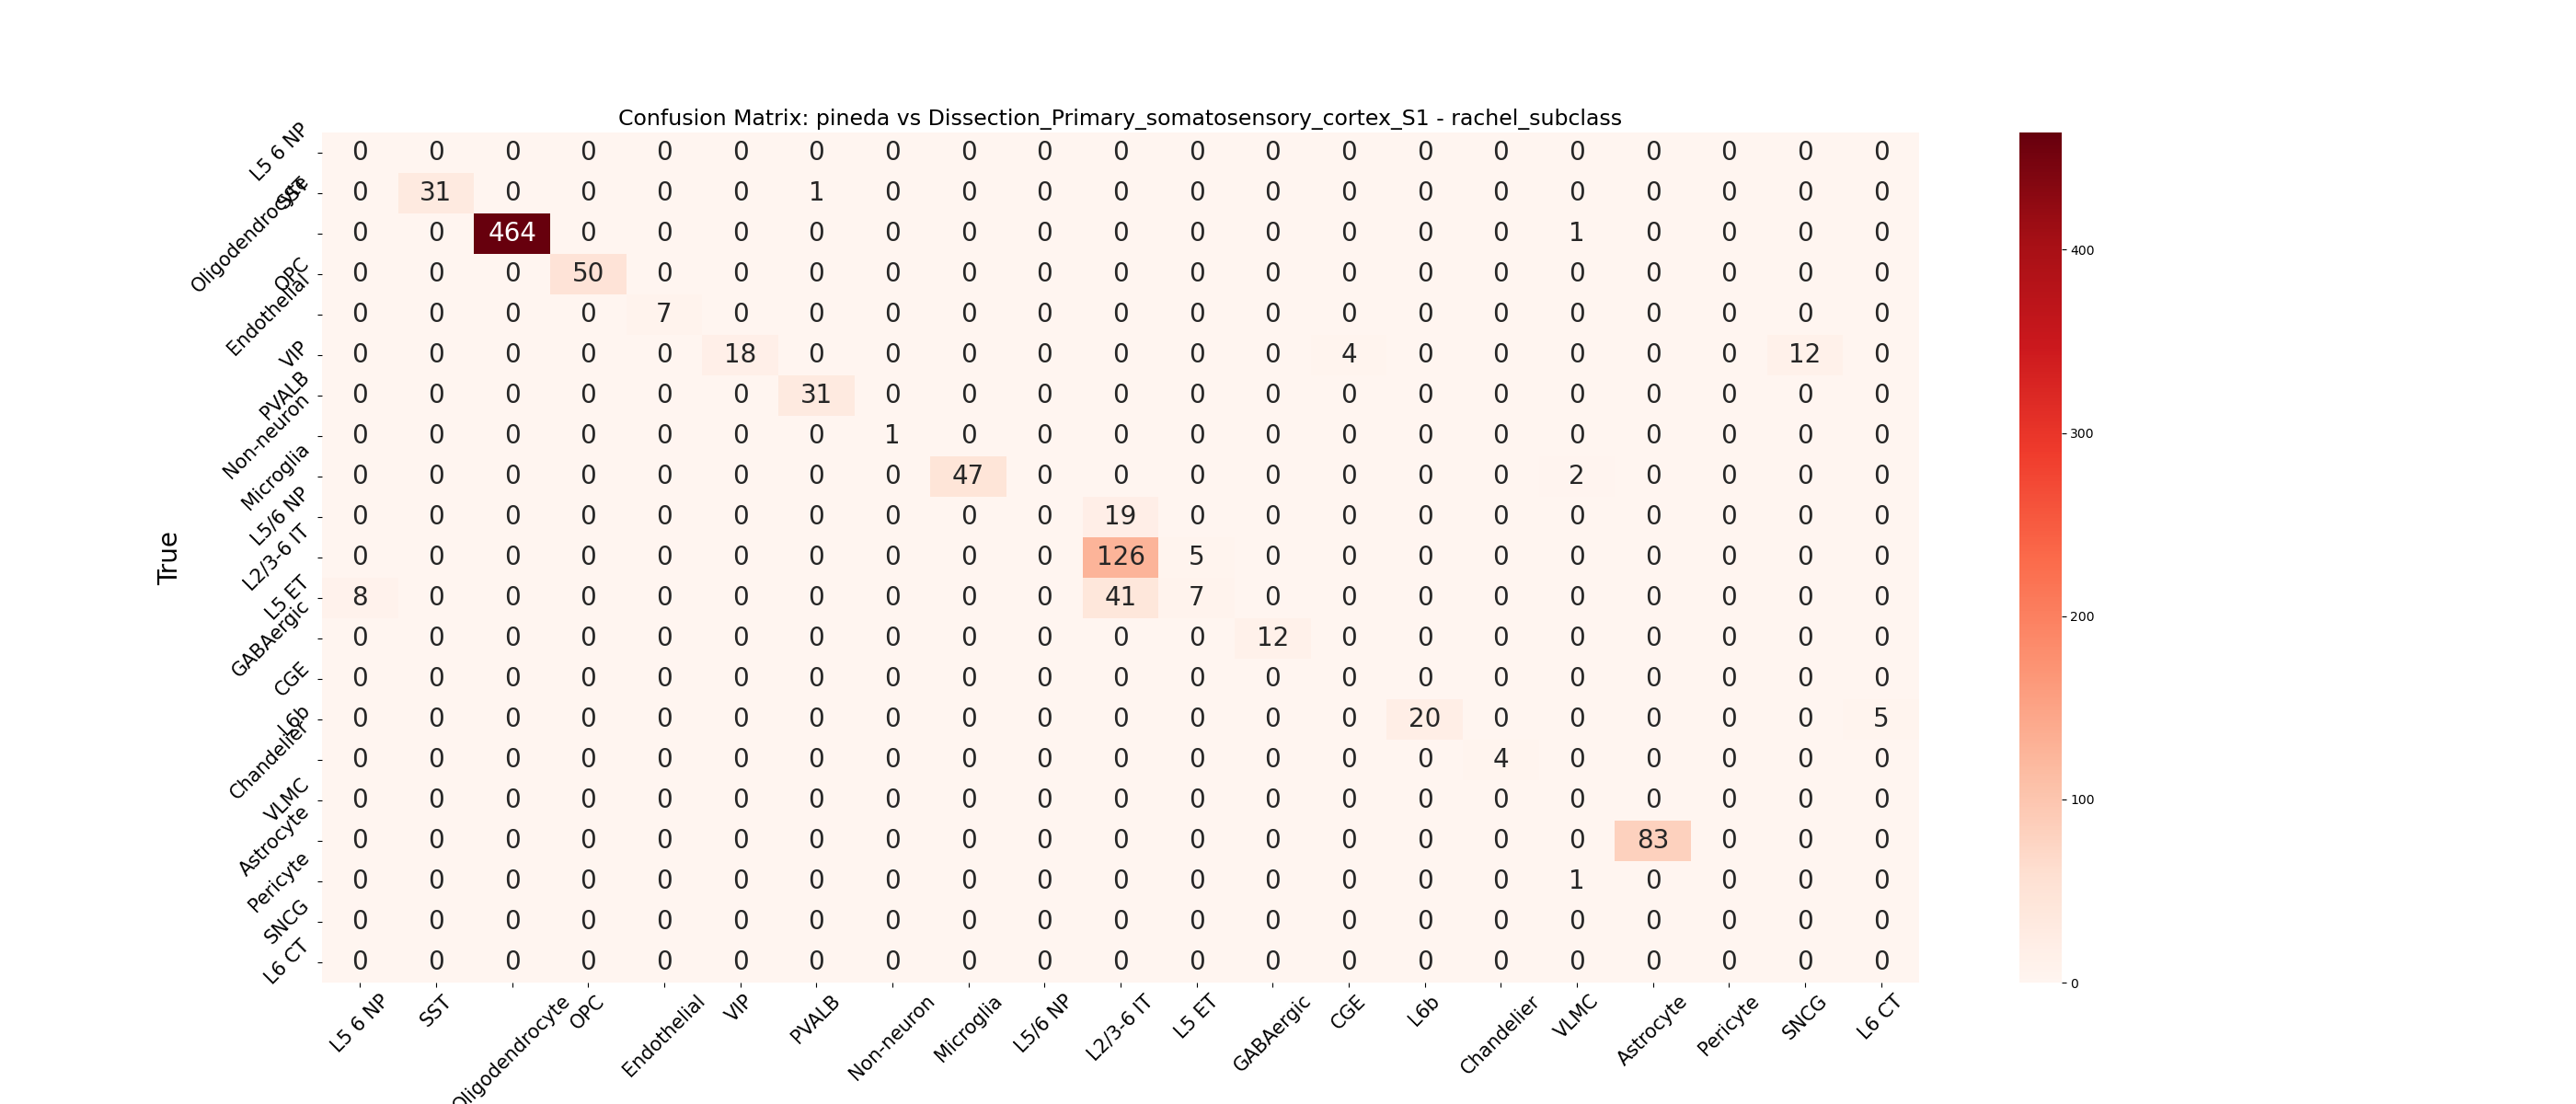 Confusion Matrix: pineda vs Dissection_Primary_somatosensory_cortex_S1 - rachel_subclass
True
L5 6 NP 0 0 0 0 0 0 0 0 0 0 0 0 0 0 0 0 0 0 0 0 0
SST 0 31 0 0 0 0 1 0 0 0 0 0 0 0 0 0 0 0 0 0 0
Oligodendrocyte 0 0 464 0 0 0 0 0 0 0 0 0 0 0 0 0 1 0 0 0 0
OPC 0 0 0 50 0 0 0 0 0 0 0 0 0 0 0 0 0 0 0 0 0
Endothelial 0 0 0 0 7 0 0 0 0 0 0 0 0 0 0 0 0 0 0 0 0
VIP 0 0 0 0 0 18 0 0 0 0 0 0 0 4 0 0 0 0 0 12 0
PVALB 0 0 0 0 0 0 31 0 0 0 0 0 0 0 0 0 0 0 0 0 0
Non-neuron 0 0 0 0 0 0 0 1 0 0 0 0 0 0 0 0 0 0 0 0 0
Microglia 0 0 0 0 0 0 0 0 47 0 0 0 0 0 0 0 2 0 0 0 0
L5/6 NP 0 0 0 0 0 0 0 0 0 0 19 0 0 0 0 0 0 0 0 0 0
L2/3-6 IT 0 0 0 0 0 0 0 0 0 0 126 5 0 0 0 0 0 0 0 0 0
L5 ET 8 0 0 0 0 0 0 0 0 0 41 7 0 0 0 0 0 0 0 0 0
GABAergic 0 0 0 0 0 0 0 0 0 0 0 0 12 0 0 0 0 0 0 0 0
CGE 0 0 0 0 0 0 0 0 0 0 0 0 0 0 0 0 0 0 0 0 0
L6b 0 0 0 0 0 0 0 0 0 0 0 0 0 0 20 0 0 0 0 0 5
Chandelier 0 0 0 0 0 0 0 0 0 0 0 0 0 0 0 4 0 0 0 0 0
VLMC 0 0 0 0 0 0 0 0 0 0 0 0 0 0 0 0 0 0 0 0 0
Astrocyte 0 0 0 0 0 0 0 0 0 0 0 0 0 0 0 0 0 83 0 0 0
Pericyte 0 0 0 0 0 0 0 0 0 0 0 0 0 0 0 0 1 0 0 0 0
SNCG 0 0 0 0 0 0 0 0 0 0 0 0 0 0 0 0 0 0 0 0 0
L6 CT 0 0 0 0 0 0 0 0 0 0 0 0 0 0 0 0 0 0 0 0 0
L5 6 NP SST Oligodendrocyte OPC Endothelial VIP PVALB Non-neuron Microglia L5/6 NP L2/3-6 IT L5 ET GABAergic CGE L6b Chandelier VLMC Astrocyte Pericyte SNCG L6 CT
400
300
200
100
0